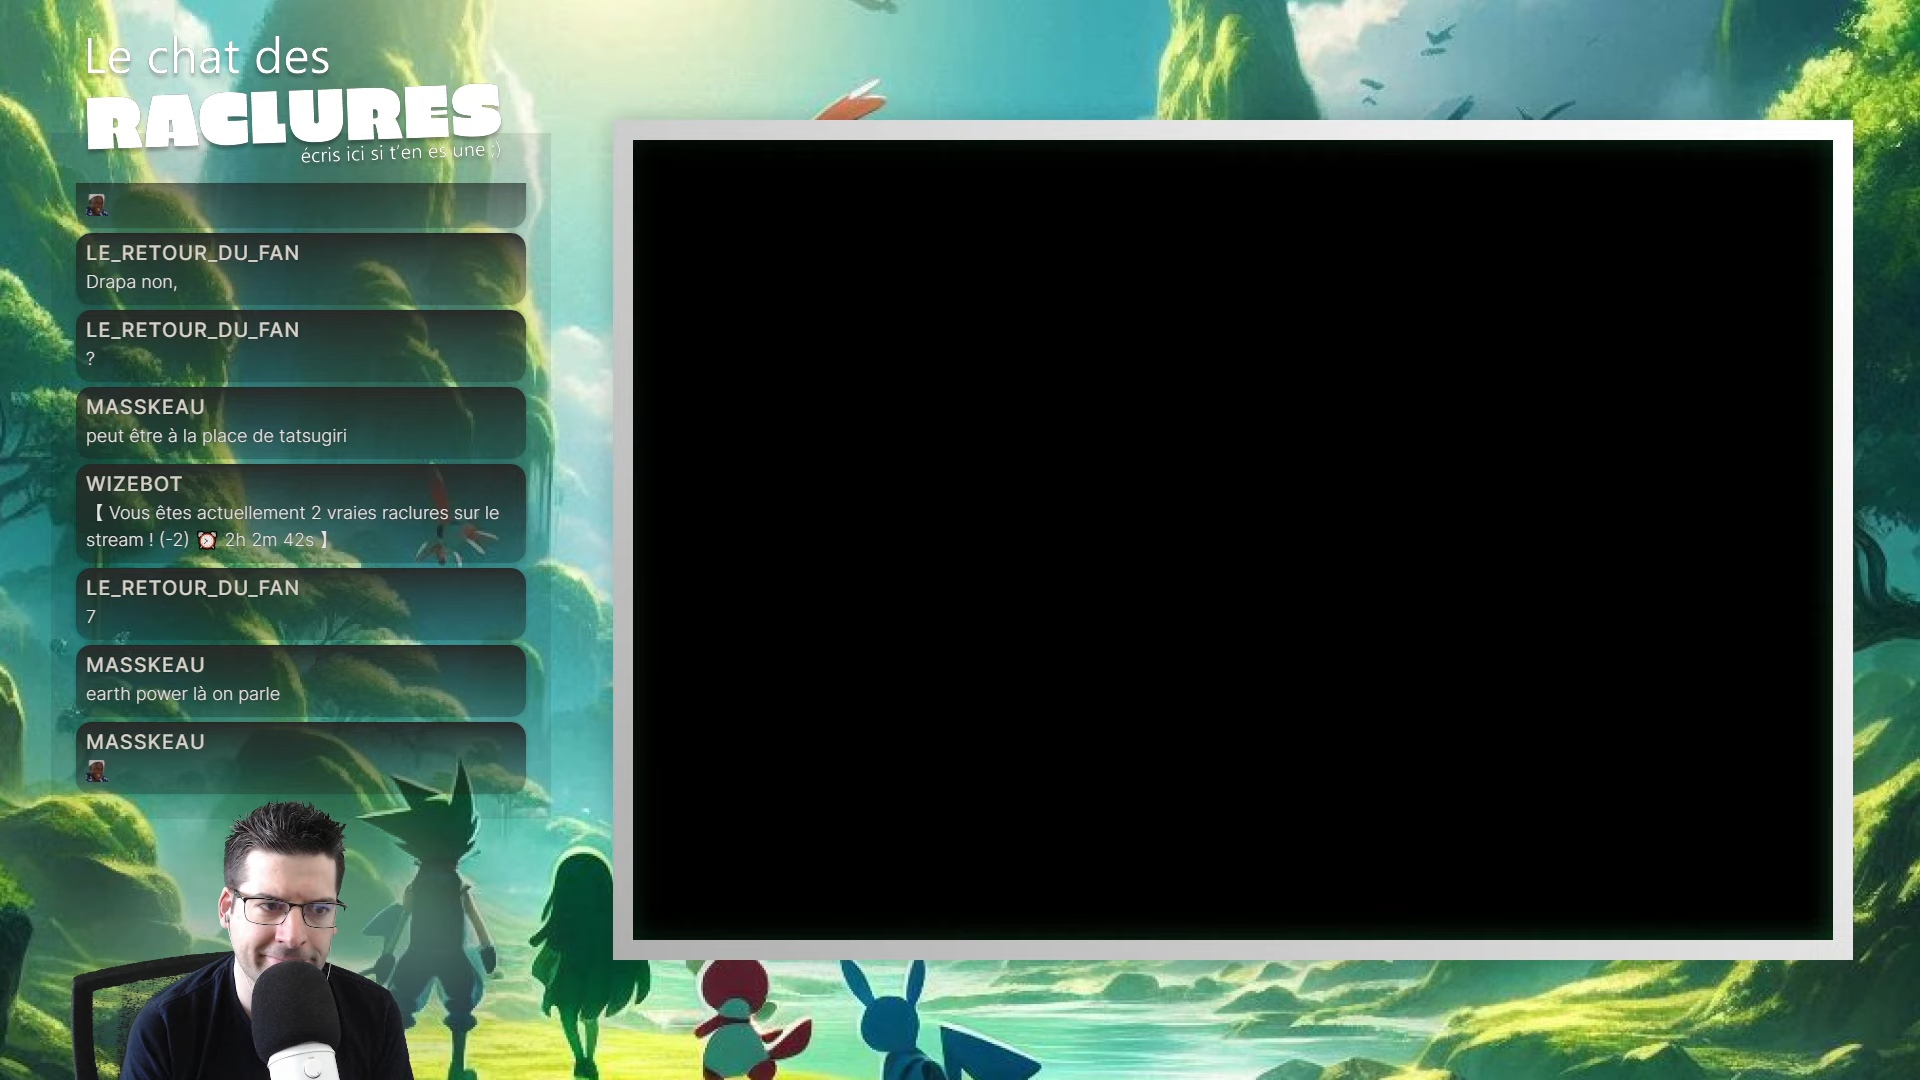 Le chat des
RACLURES
écris ici si t'en es une ;)
LE_RETOUR_DU_FAN
Drapa non,
LE_RETOUR_DU_FAN
?
MASSKEAU
peut être à la place de tatsugiri
WIZEBOT
【 Vous êtes actuellement 2 vraies raclures sur le
stream ! (-2) ⏰ 2h 2m 42s 】
LE_RETOUR_DU_FAN
7
MASSKEAU
earth power là on parle
MASSKEAU